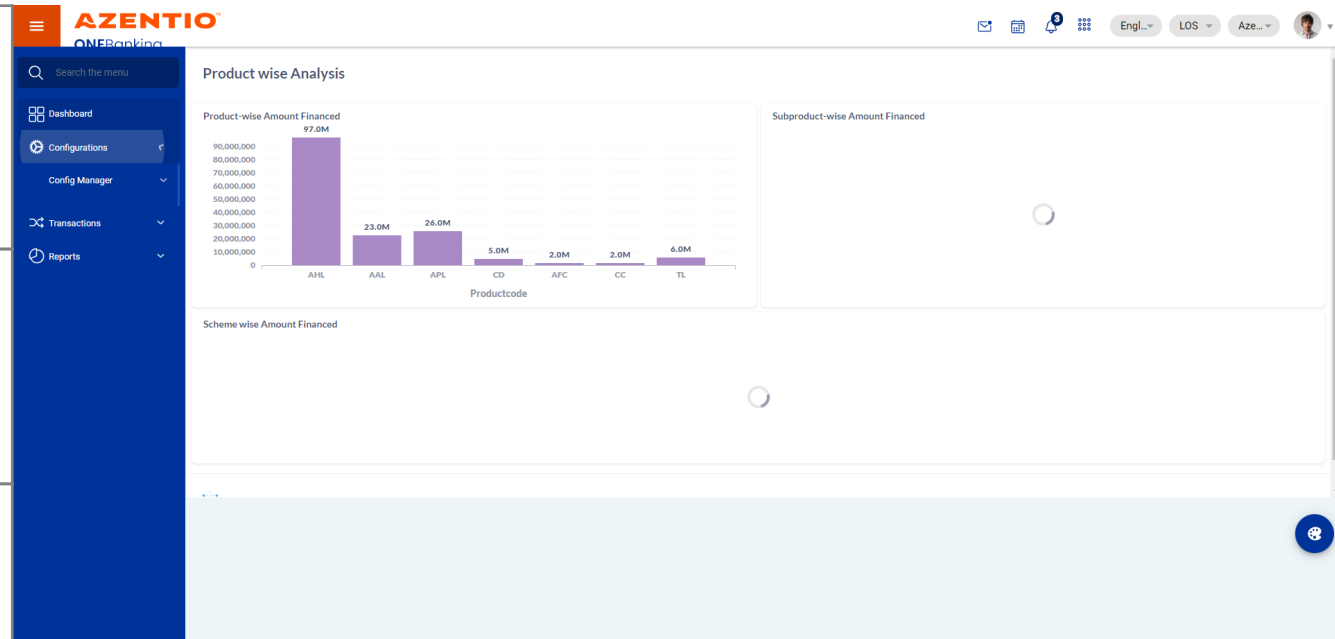 AZENTIO™
ONEBanking
3
Engl...
LOS
Aze...
Search the menu
Dashboard
Configurations
Config Manager
Transactions
Reports
Product wise Analysis
Product-wise Amount Financed
97.0M
90,000,000
80,000,000
70,000,000
60,000,000
50,000,000
40,000,000
30,000,000
20,000,000
10,000,000
0
23.0M
26.0M
5.0M
2.0M
2.0M
6.0M
AHL AAL APL CD AFC CC TL
Productcode
Subproduct-wise Amount Financed
Scheme wise Amount Financed